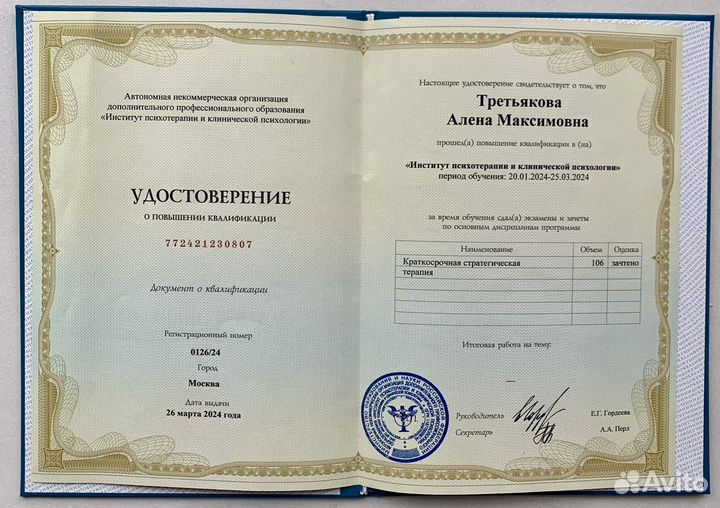 Автономная некоммерческая организация
дополнительного профессионального образования
«Институт психотерапии и клинической психологии»
УДОСТОВЕРЕНИЕ
О ПОВЫШЕНИИ КВАЛИФИКАЦИИ
772421230807
Документ о квалификации
Регистрационный номер
0126/24
Город
Москва
Дата выдачи
26 марта 2024 года
Настоящее удостоверение свидетельствует о том, что
Третьякова
Алена Максимовна
прошел(а) повышение квалификации в (на)
«Институт психотерапии и клинической психологии»
период обучения: 20.01.2024-25.03.2024
за время обучения сдал(а) экзамены и зачеты
по основным дисциплинам программы
Наименование Объем Оценка
Краткосрочная стратегическая 106 зачтено
терапия
Итоговая работа на тему:
—
М.П.
Руководитель Е.Г. Гордеева
Секретарь А.А. Перл
Avito